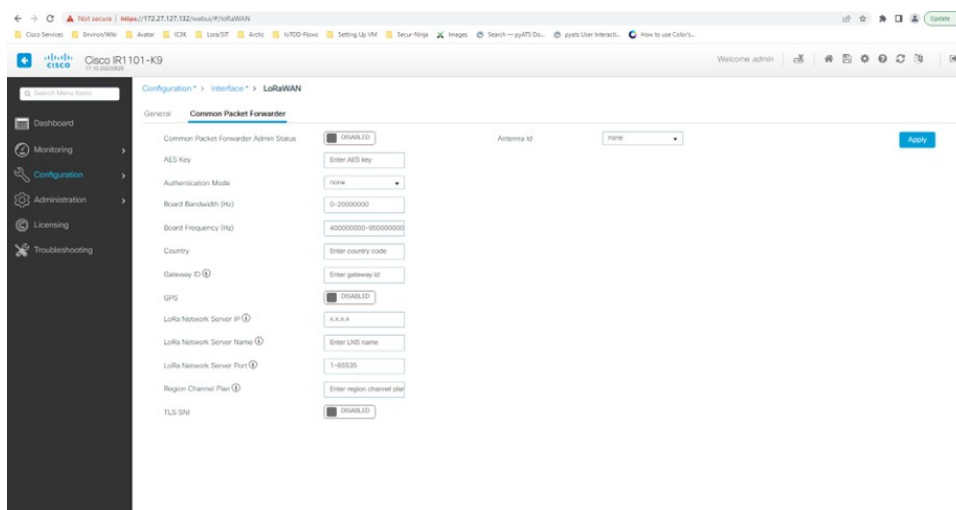 Not secure | https://172.27.127.132/webui/#/loRaWAN
Update
Cisco Services Environ/Wiki Avatar ICSK Lora/SIT Arctic IoTOD-Flows Setting Up VM Secur-Ninja Images Search — pyATS Do... pyats User Interacti... How to use Color's...
CISCO Cisco IR1101-K9
17.10.20220825
Welcome admin
Search Menu Items
Dashboard
Monitoring
Configuration
Administration
Licensing
Troubleshooting
Configuration > Interface > LoRaWAN
General Common Packet Forwarder
Common Packet Forwarder Admin Status DISABLED Antenna Id none Apply
AES Key Enter AES key
Authentication Mode none
Board Bandwidth (Hz) 0-20000000
Board Frequency (Hz) 400000000-950000000
Country Enter country code
Gateway ID Enter gateway Id
GPS DISABLED
LoRa Network Server IP x.x.x.x
LoRa Network Server Name Enter LNS name
LoRa Network Server Port 1-65535
Region Channel Plan Enter region channel plan
TLS SNI DISABLED